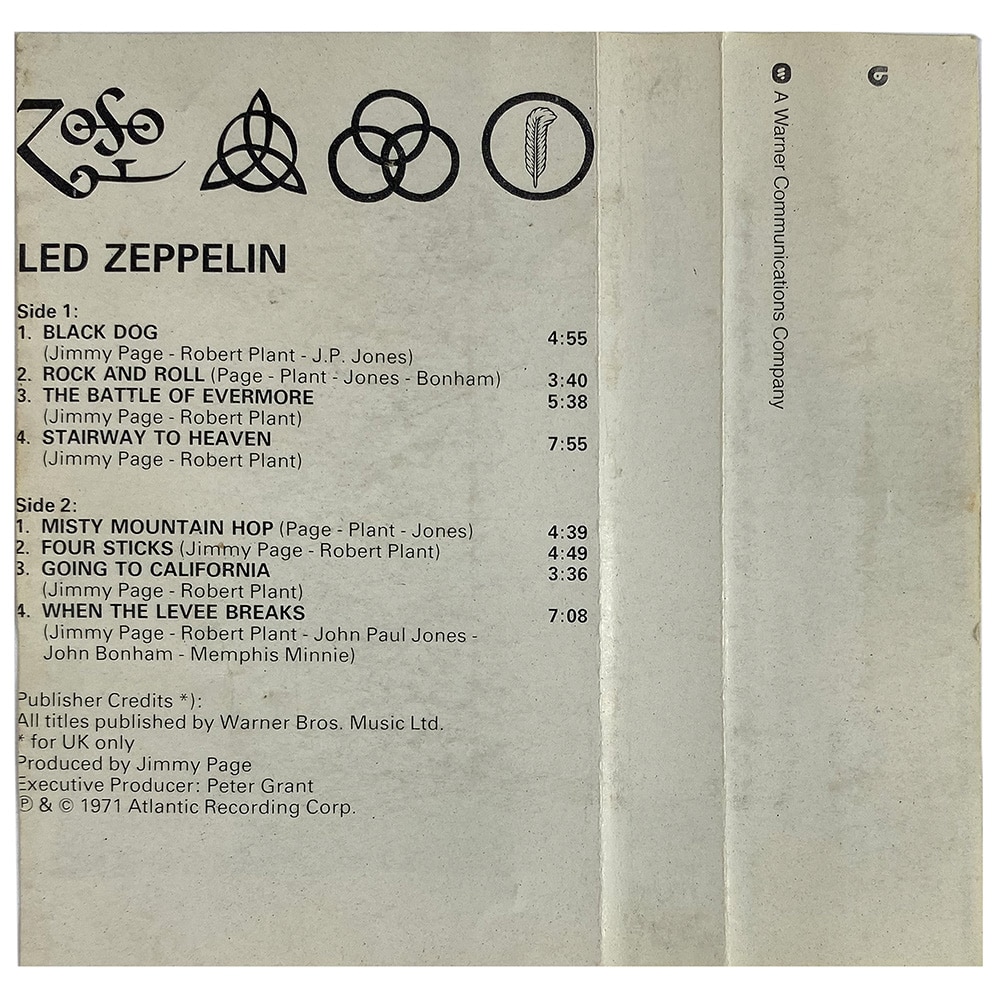 LED ZEPPELIN
Side 1:
1. BLACK DOG 4:55
(Jimmy Page - Robert Plant - J.P. Jones)
2. ROCK AND ROLL (Page - Plant - Jones - Bonham) 3:40
3. THE BATTLE OF EVERMORE 5:38
(Jimmy Page - Robert Plant)
4. STAIRWAY TO HEAVEN 7:55
(Jimmy Page - Robert Plant)
Side 2:
1. MISTY MOUNTAIN HOP (Page - Plant - Jones) 4:39
2. FOUR STICKS (Jimmy Page - Robert Plant) 4:49
3. GOING TO CALIFORNIA 3:36
(Jimmy Page - Robert Plant)
4. WHEN THE LEVEE BREAKS 7:08
(Jimmy Page - Robert Plant - John Paul Jones -
John Bonham - Memphis Minnie)
Publisher Credits *):
All titles published by Warner Bros. Music Ltd.
* for UK only
Produced by Jimmy Page
Executive Producer: Peter Grant
℗ & © 1971 Atlantic Recording Corp.
A Warner Communications Company